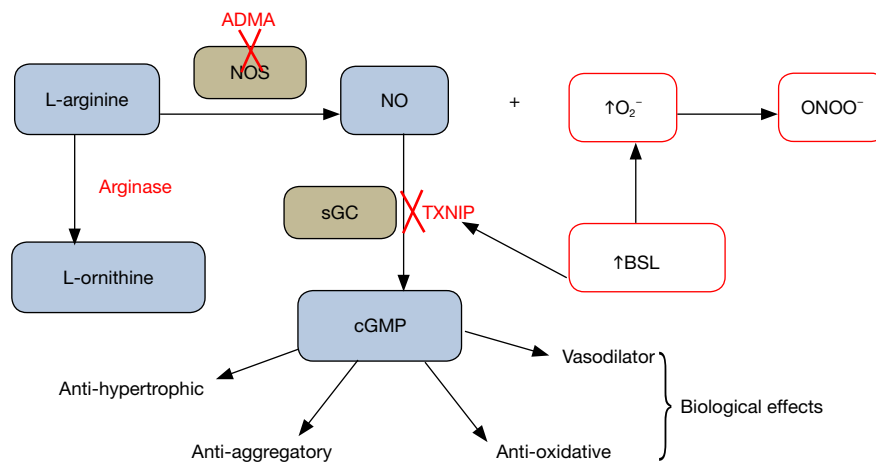 ADMA
NOS
L-arginine
NO
+
↑O₂⁻
ONOO⁻
Arginase
sGC
TXNIP
L-ornithine
↑BSL
cGMP
Vasodilator
Anti-hypertrophic
Biological effects
Anti-aggregatory
Anti-oxidative